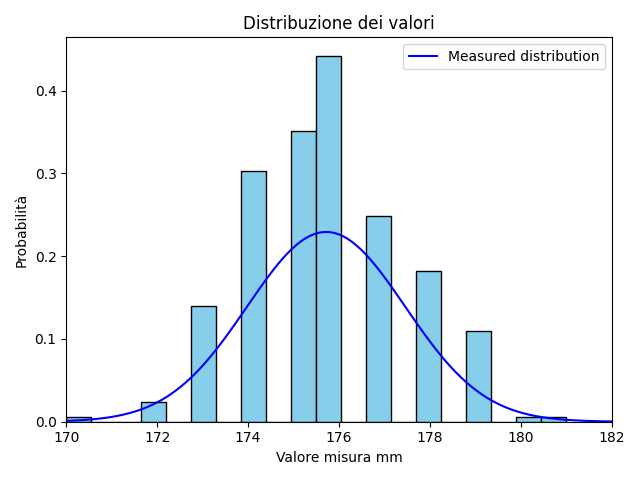 Distribuzione dei valori
Measured distribution
Probabilità
0.4
0.3
0.2
0.1
0.0
170 172 174 176 178 180 182
Valore misura mm